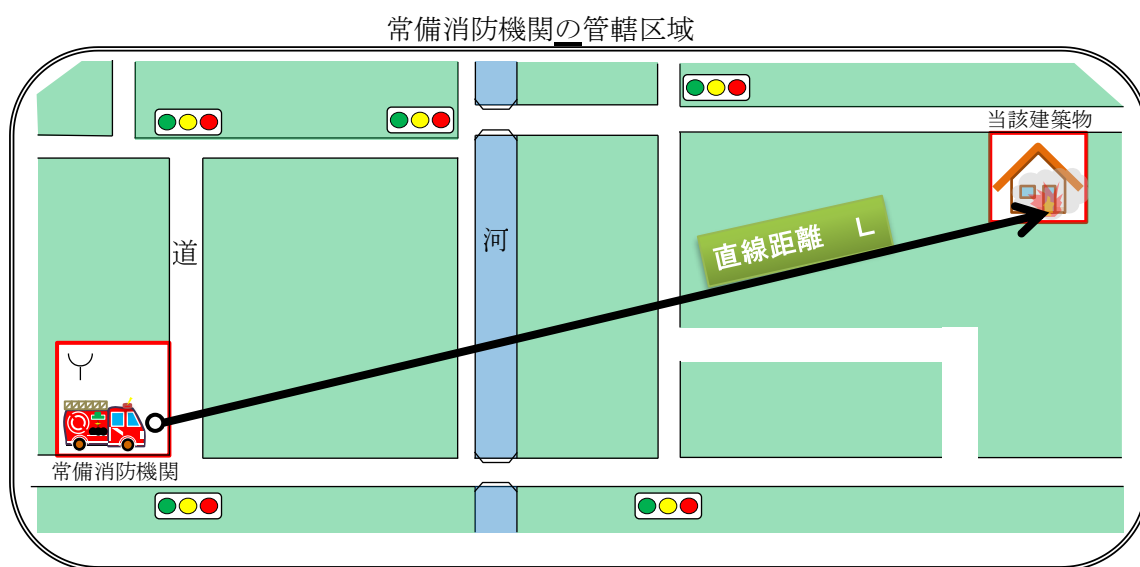 常備消防機関の管轄区域
当該建築物
直線距離 L
道
河
常備消防機関